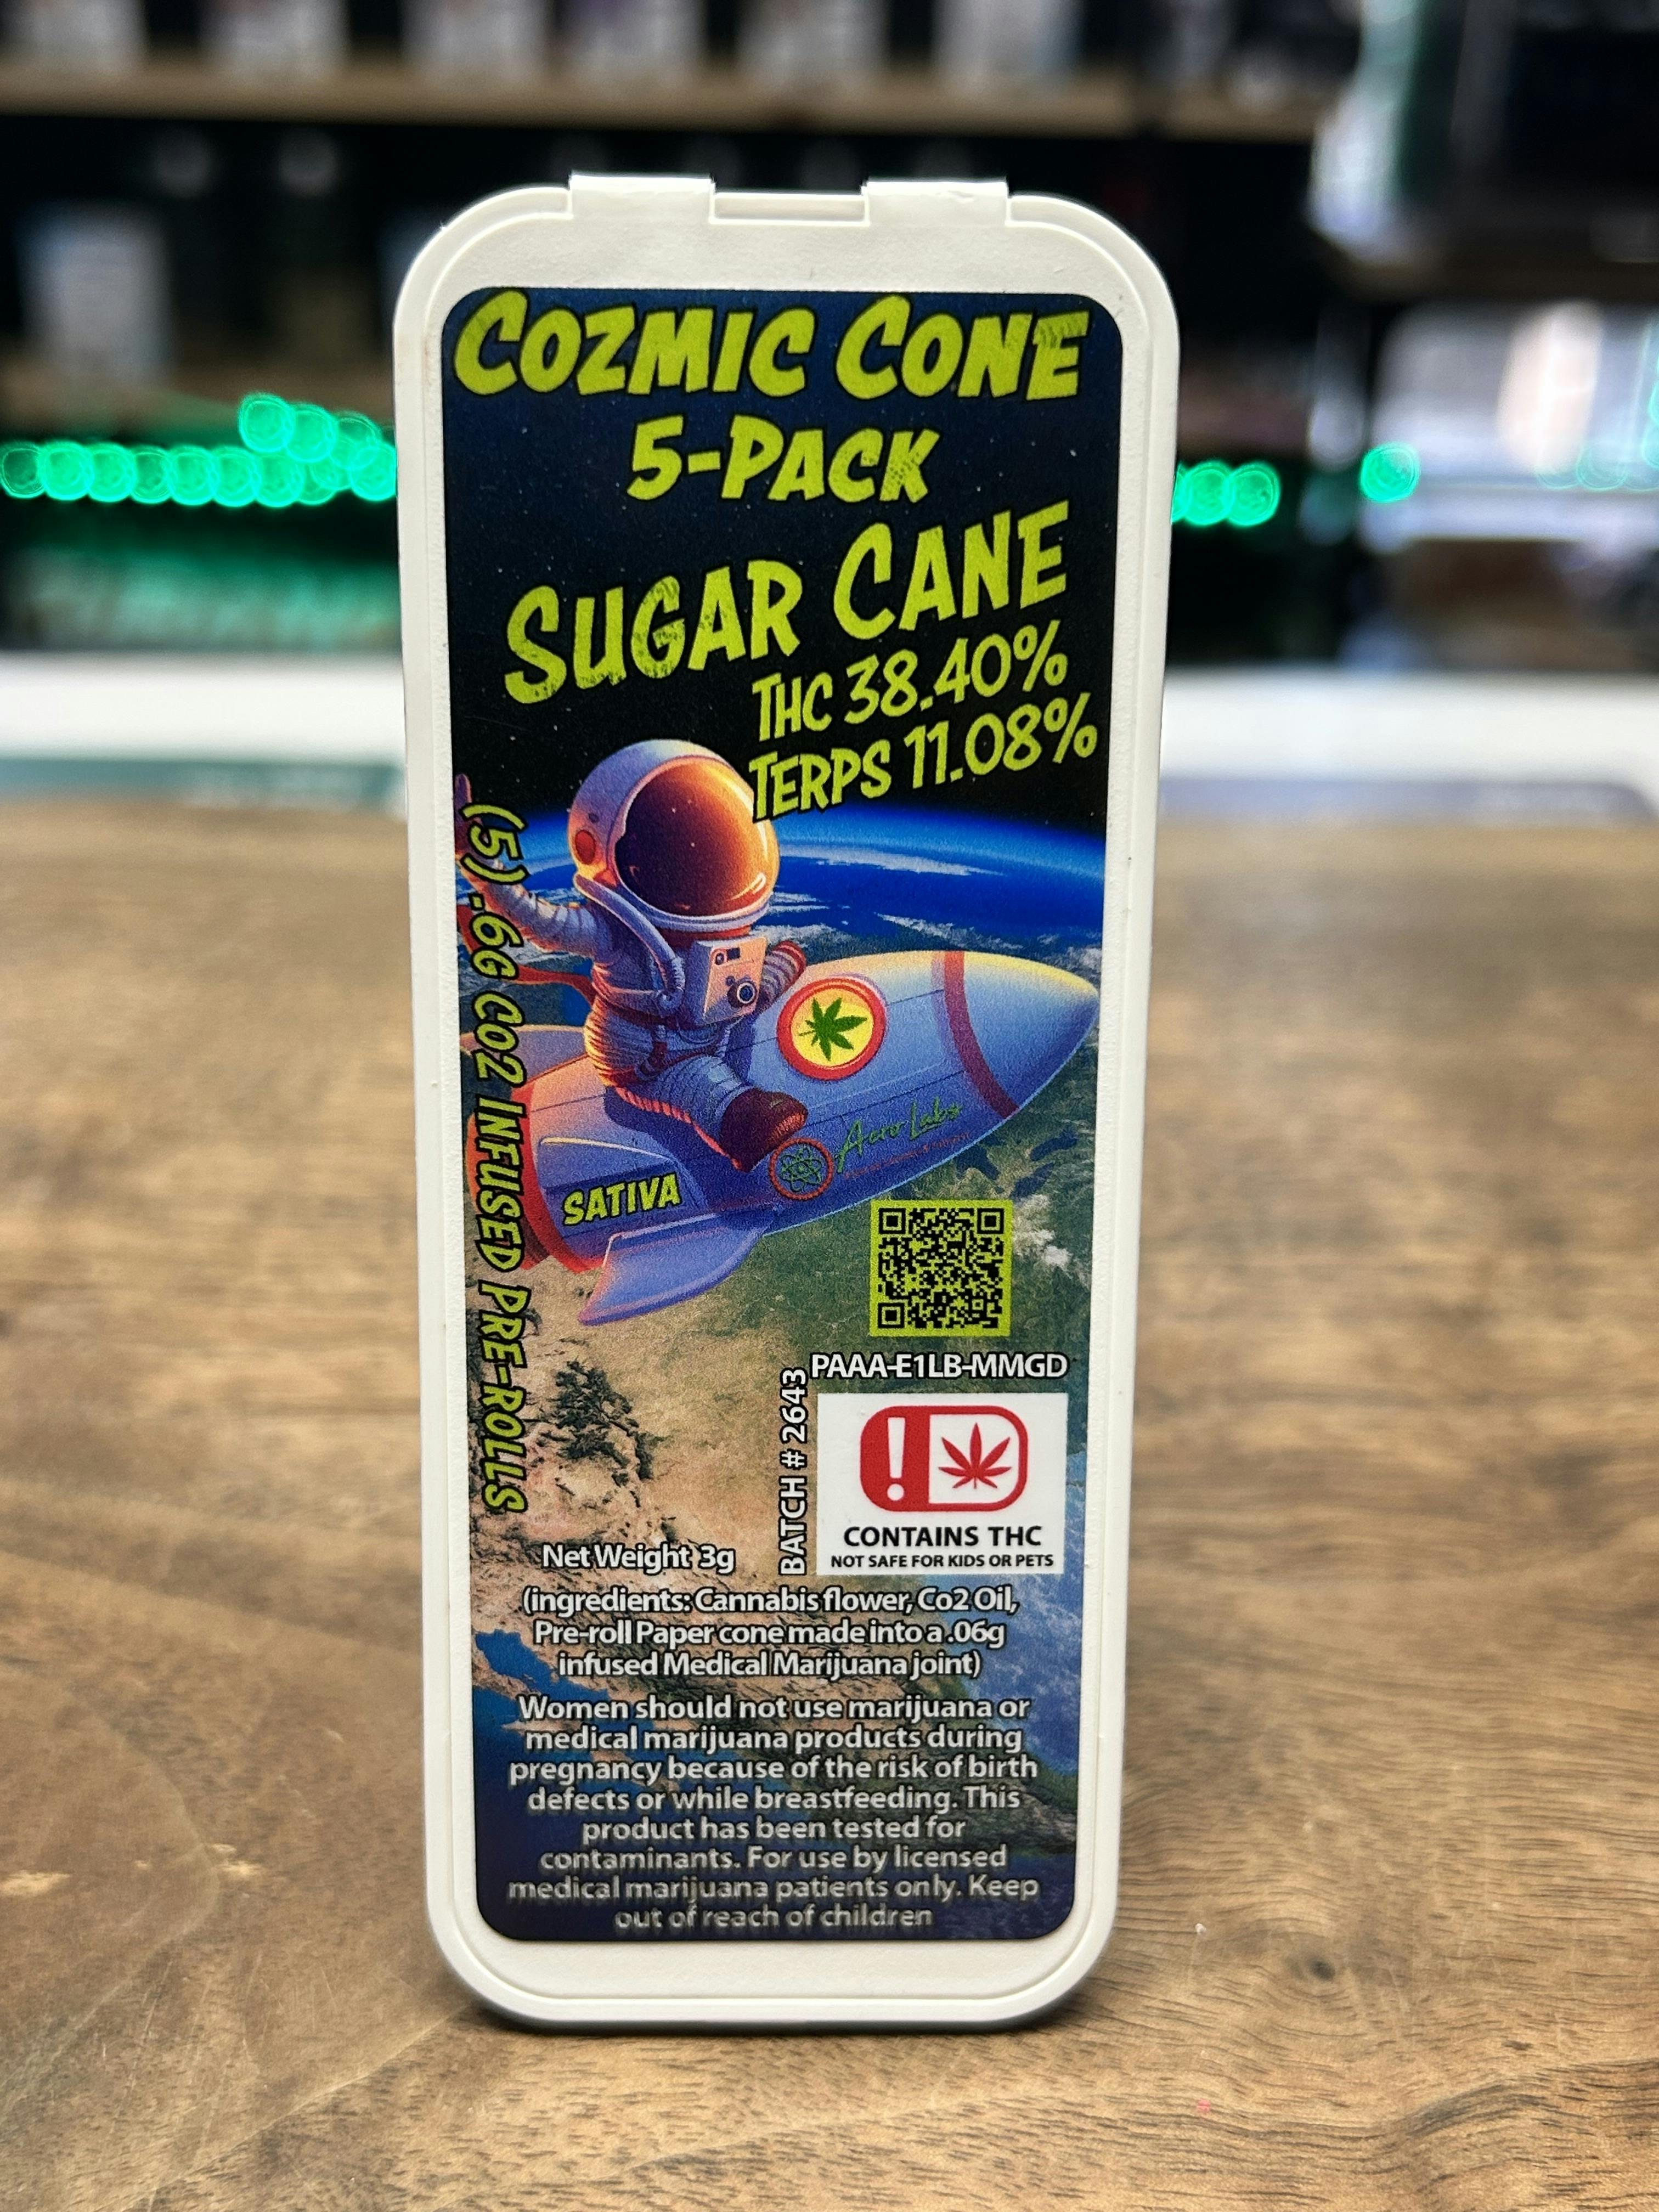 COZMIC CONE
5-PACK
SUGAR CANE
THC 38.40%
TERPS 11.08%
(5) .6G CO2 INFUSED PRE-ROLLS
Aero Labs
SATIVA
PAAA-E1LB-MMGD
BATCH # 2643
CONTAINS THC
NOT SAFE FOR KIDS OR PETS
Net Weight 3g
(ingredients: Cannabis flower, Co2 Oil,
Pre-roll Paper cone made into a .06g
infused Medical Marijuana joint)
Women should not use marijuana or
medical marijuana products during
pregnancy because of the risk of birth
defects or while breastfeeding. This
product has been tested for
contaminants. For use by licensed
medical marijuana patients only. Keep
out of reach of children